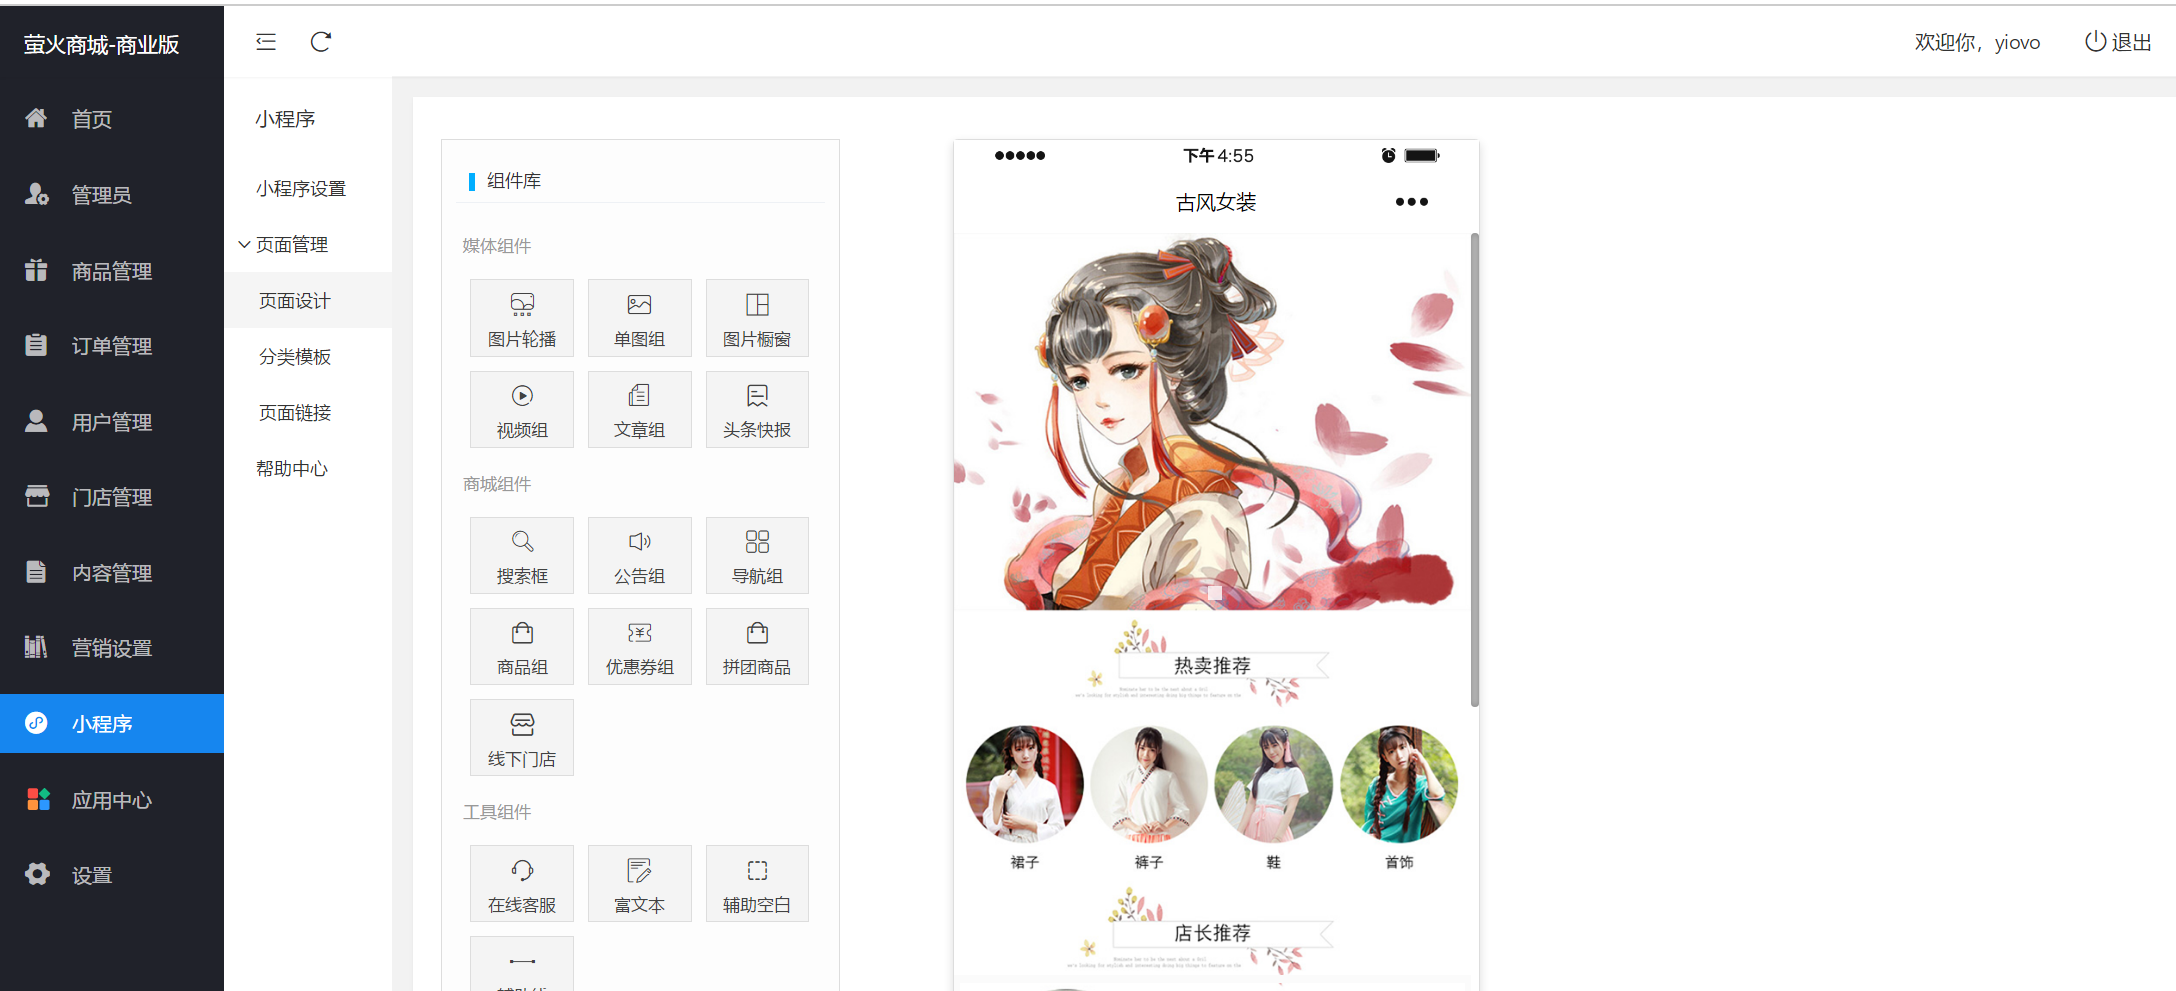 萤火商城-商业版
欢迎你，yiovo
退出
首页
管理员
商品管理
订单管理
用户管理
门店管理
内容管理
营销设置
小程序
应用中心
设置
小程序
小程序设置
页面管理
页面设计
分类模板
页面链接
帮助中心
组件库
媒体组件
图片轮播 单图组 图片橱窗
视频组 文章组 头条快报
商城组件
搜索框 公告组 导航组
商品组 优惠券组 拼团商品
线下门店
工具组件
在线客服 富文本 辅助空白
下午4:55
古风女装
热卖推荐
裙子 裤子 鞋 首饰
店长推荐